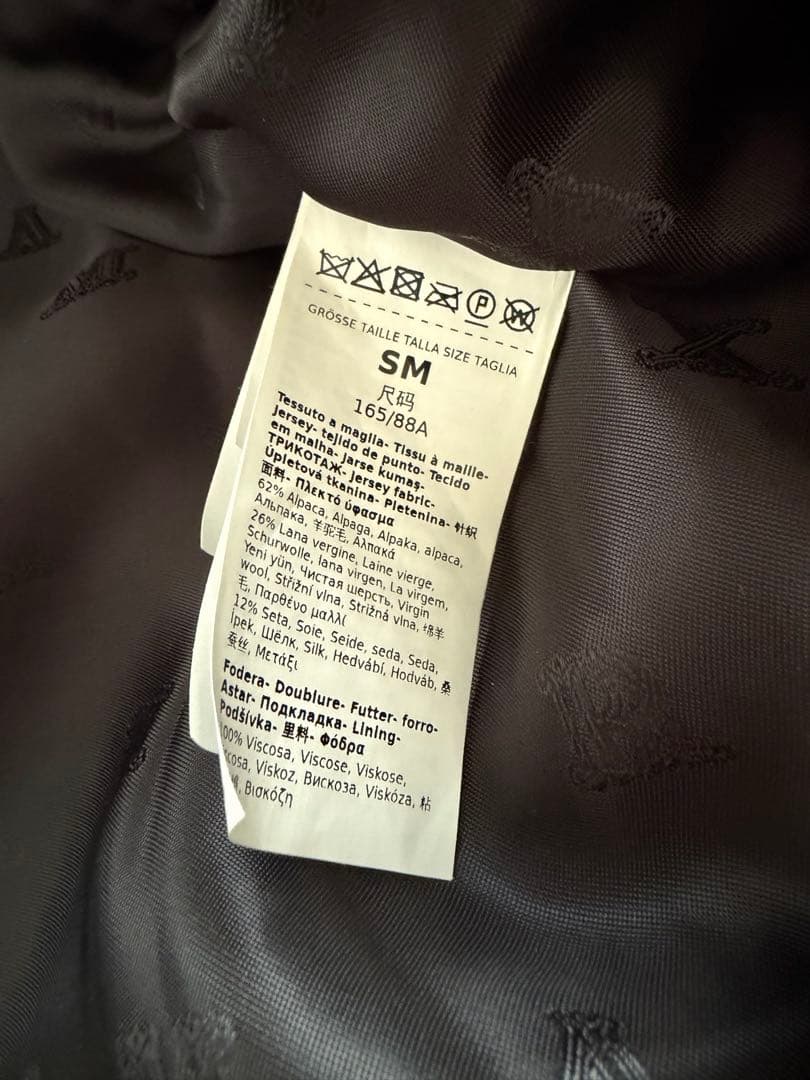 P
W
GRÖSSE TAILLE TALLA SIZE TAGLIA
SM
尺码
165/88A
Tessuto a maglia- Tissu à maille-
Jersey- tejido de punto- Tecido
em malha- Jarse kumaş-
ТРИКОТАЖ- Jersey fabric-
Úpletová tkanina- Pletenina- 针织
面料- Πλεκτό ύφασμα
62% Alpaca, Alpaga, Alpaka, alpaca,
Альпака, 羊驼毛, Αλπακά
26% Lana vergine, Laine vierge,
Schurwolle, lana virgen, La virgem,
Yeni yün, Чистая шерсть, Virgin
wool, Střižní vlna, Strižná vlna, 绵羊
毛, Παρθένο μαλλί
12% Seta, Soie, Seide, seda, Seda,
İpek, Шёлк, Silk, Hedvábí, Hodváb, 桑
蚕丝, Μετάξι
Fodera- Doublure- Futter- forro-
Astar- Подкладка- Lining-
Podšívka- 里料- Φόδρα
00% Viscosa, Viscose, Viskose,
cosa, Viskoz, Вискоза, Viskóza, 粘
Βισκόζη